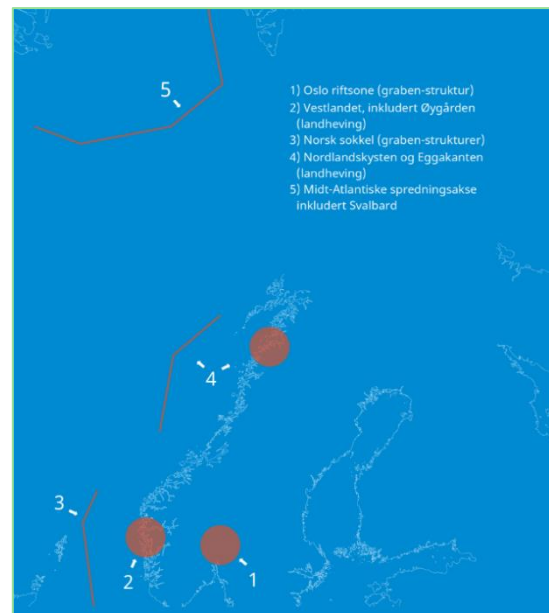 5
1) Oslo riftsone (graben-struktur)
2) Vestlandet, inkludert Øygården
(landheving)
3) Norsk sokkel (graben-strukturer)
4) Nordlandskysten og Eggakanten
(landheving)
5) Midt-Atlantiske spredningsakse
inkludert Svalbard
4
3
2
1